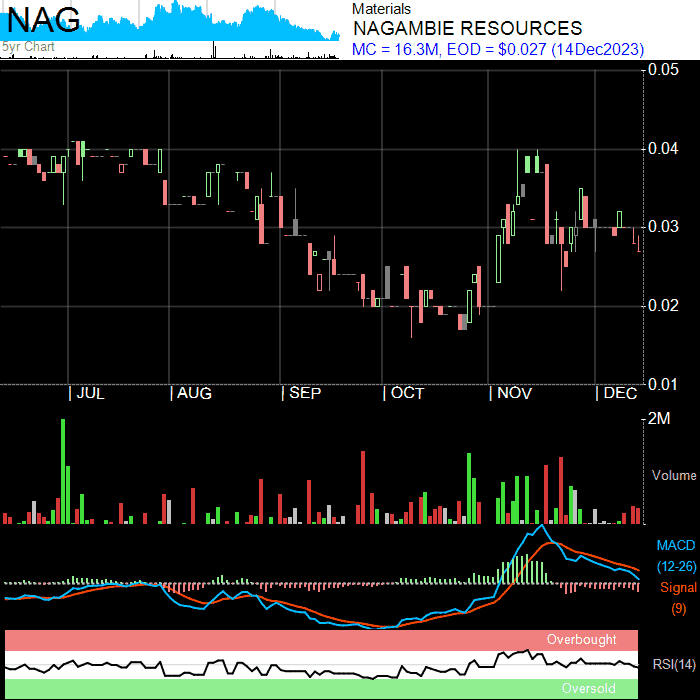 NAG
5yr Chart
Materials
NAGAMBIE RESOURCES
MC = 16.3M, EOD = $0.027 (14Dec2023)
0.05
0.04
0.03
0.02
0.01
| JUL | AUG | SEP | OCT | NOV | DEC
2M
Volume
MACD
(12-26)
Signal
(9)
Overbought
RSI(14)
Oversold